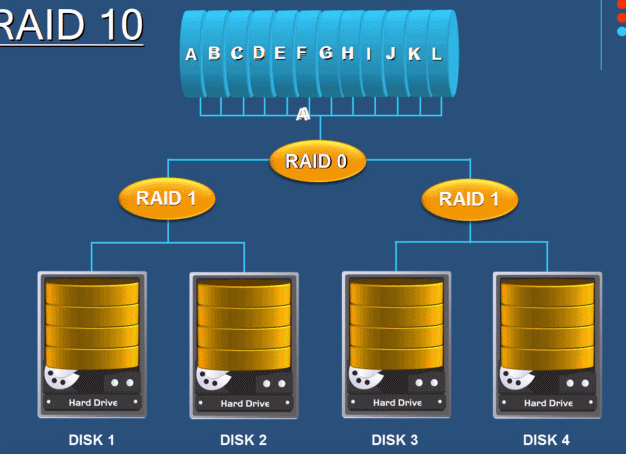 RAID 10
A B C D E F G H I J K L
A
RAID 0
RAID 1 RAID 1
Hard Drive Hard Drive Hard Drive Hard Drive
DISK 1 DISK 2 DISK 3 DISK 4